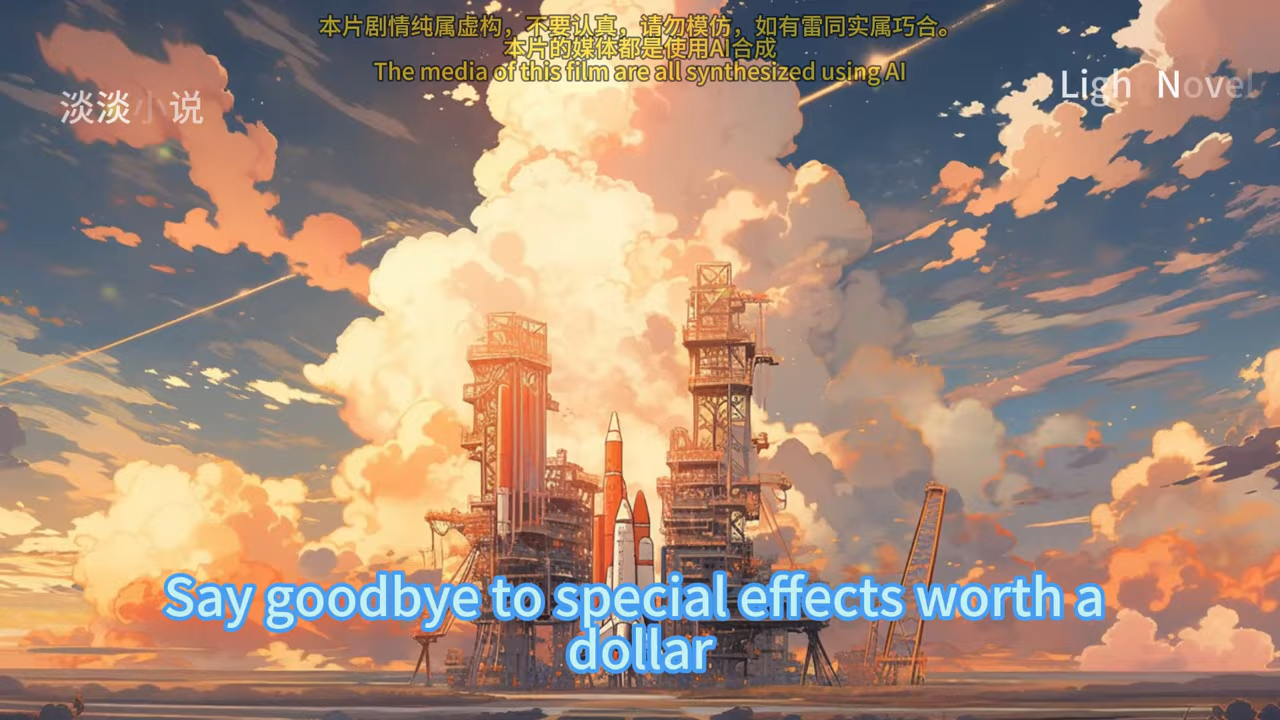 本片剧情纯属虚构，不要认真，请勿模仿，如有雷同实属巧合。
本片的媒体都是使用AI合成
The media of this film are all synthesized using AI
淡淡小说
Ligh Novel
Say goodbye to special effects worth a
dollar